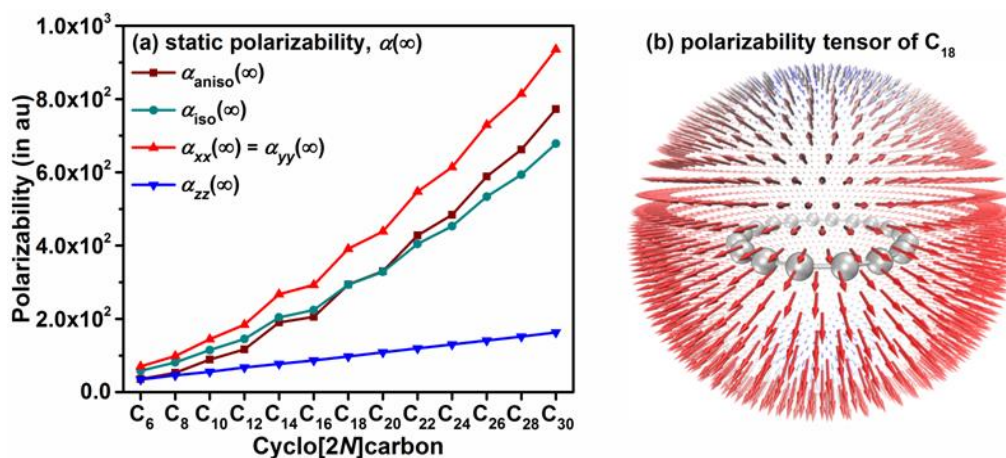 (a) static polarizability, α(∞)
α_aniso(∞)
α_iso(∞)
α_xx(∞) = α_yy(∞)
α_zz(∞)
Polarizability (in au)
1.0x10³
8.0x10²
6.0x10²
4.0x10²
2.0x10²
0.0
C₆ C₈ C₁₀ C₁₂ C₁₄ C₁₆ C₁₈ C₂₀ C₂₂ C₂₄ C₂₆ C₂₈ C₃₀
Cyclo[2N]carbon
(b) polarizability tensor of C₁₈